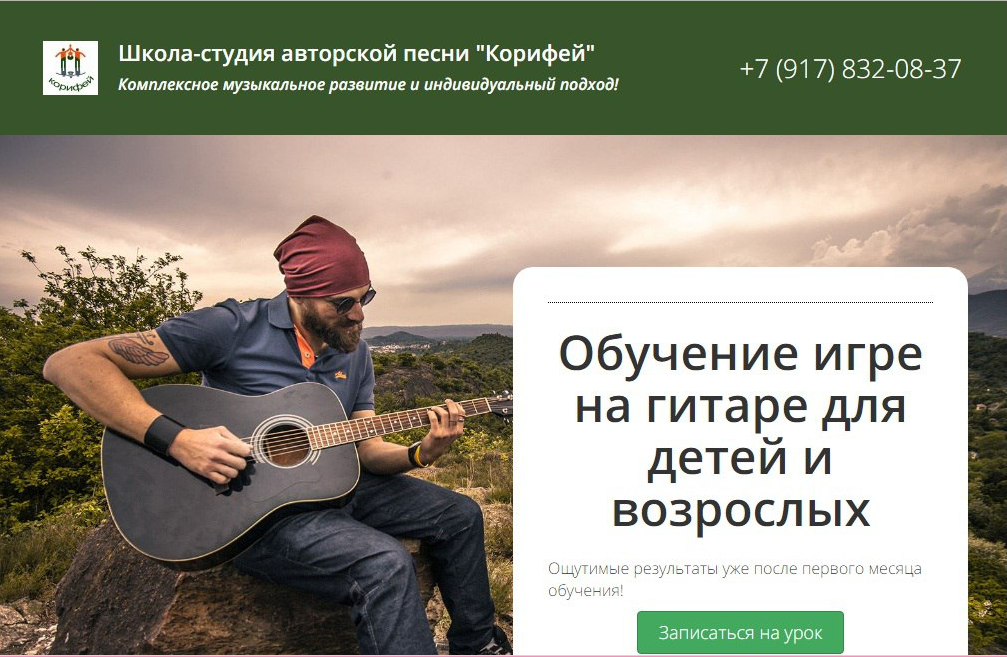 Школа-студия авторской песни "Корифей"
Комплексное музыкальное развитие и индивидуальный подход!
корифей
+7 (917) 832-08-37
Обучение игре
на гитаре для
детей и
возрослых
Ощутимые результаты уже после первого месяца
обучения!
Записаться на урок